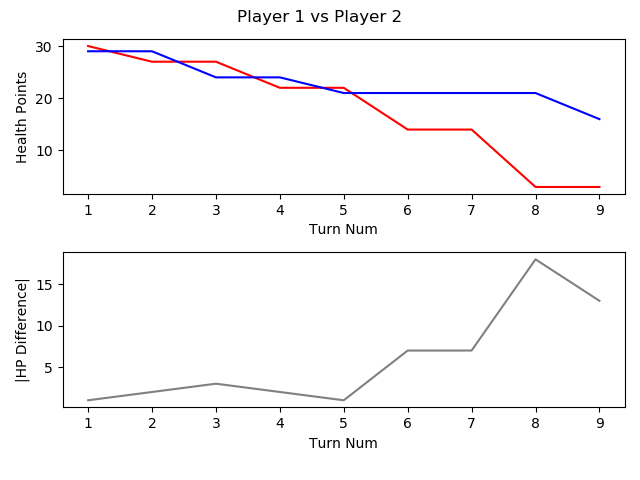 Player 1 vs Player 2
Health Points
30
20
10
1 2 3 4 5 6 7 8 9
Turn Num
|HP Difference|
15
10
5
1 2 3 4 5 6 7 8 9
Turn Num